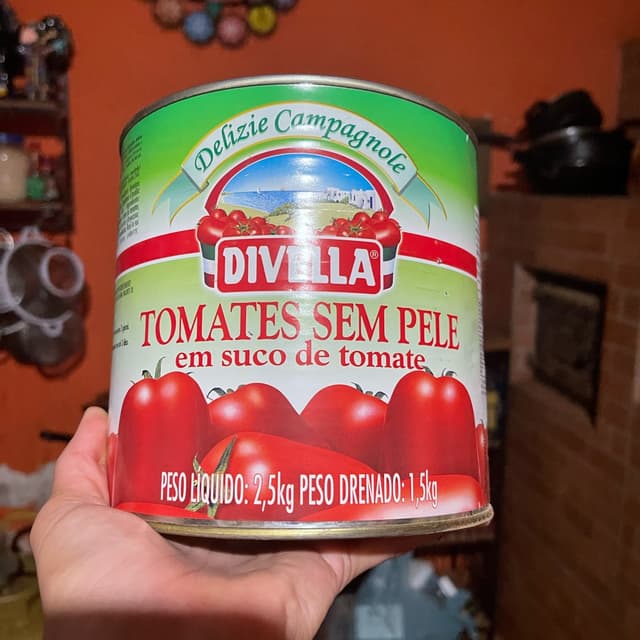 Delizie Campagnole
DIVELLA®
TOMATES SEM PELE
em suco de tomate
PESO LÍQUIDO: 2,5kg PESO DRENADO: 1,5kg